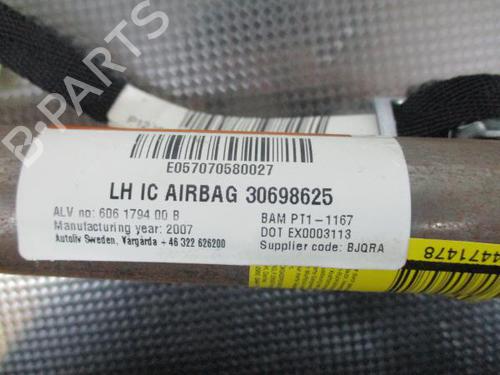 B-PARTS
E057070580027
LH IC AIRBAG 30698625
ALV no: 606 1794 00 B
Manufacturing year: 2007
Autoliv Sweden, Vårgårda + 46 322 626200
BAM PT1-1167
DOT EX0003113
Supplier code: BJQRA
4471478